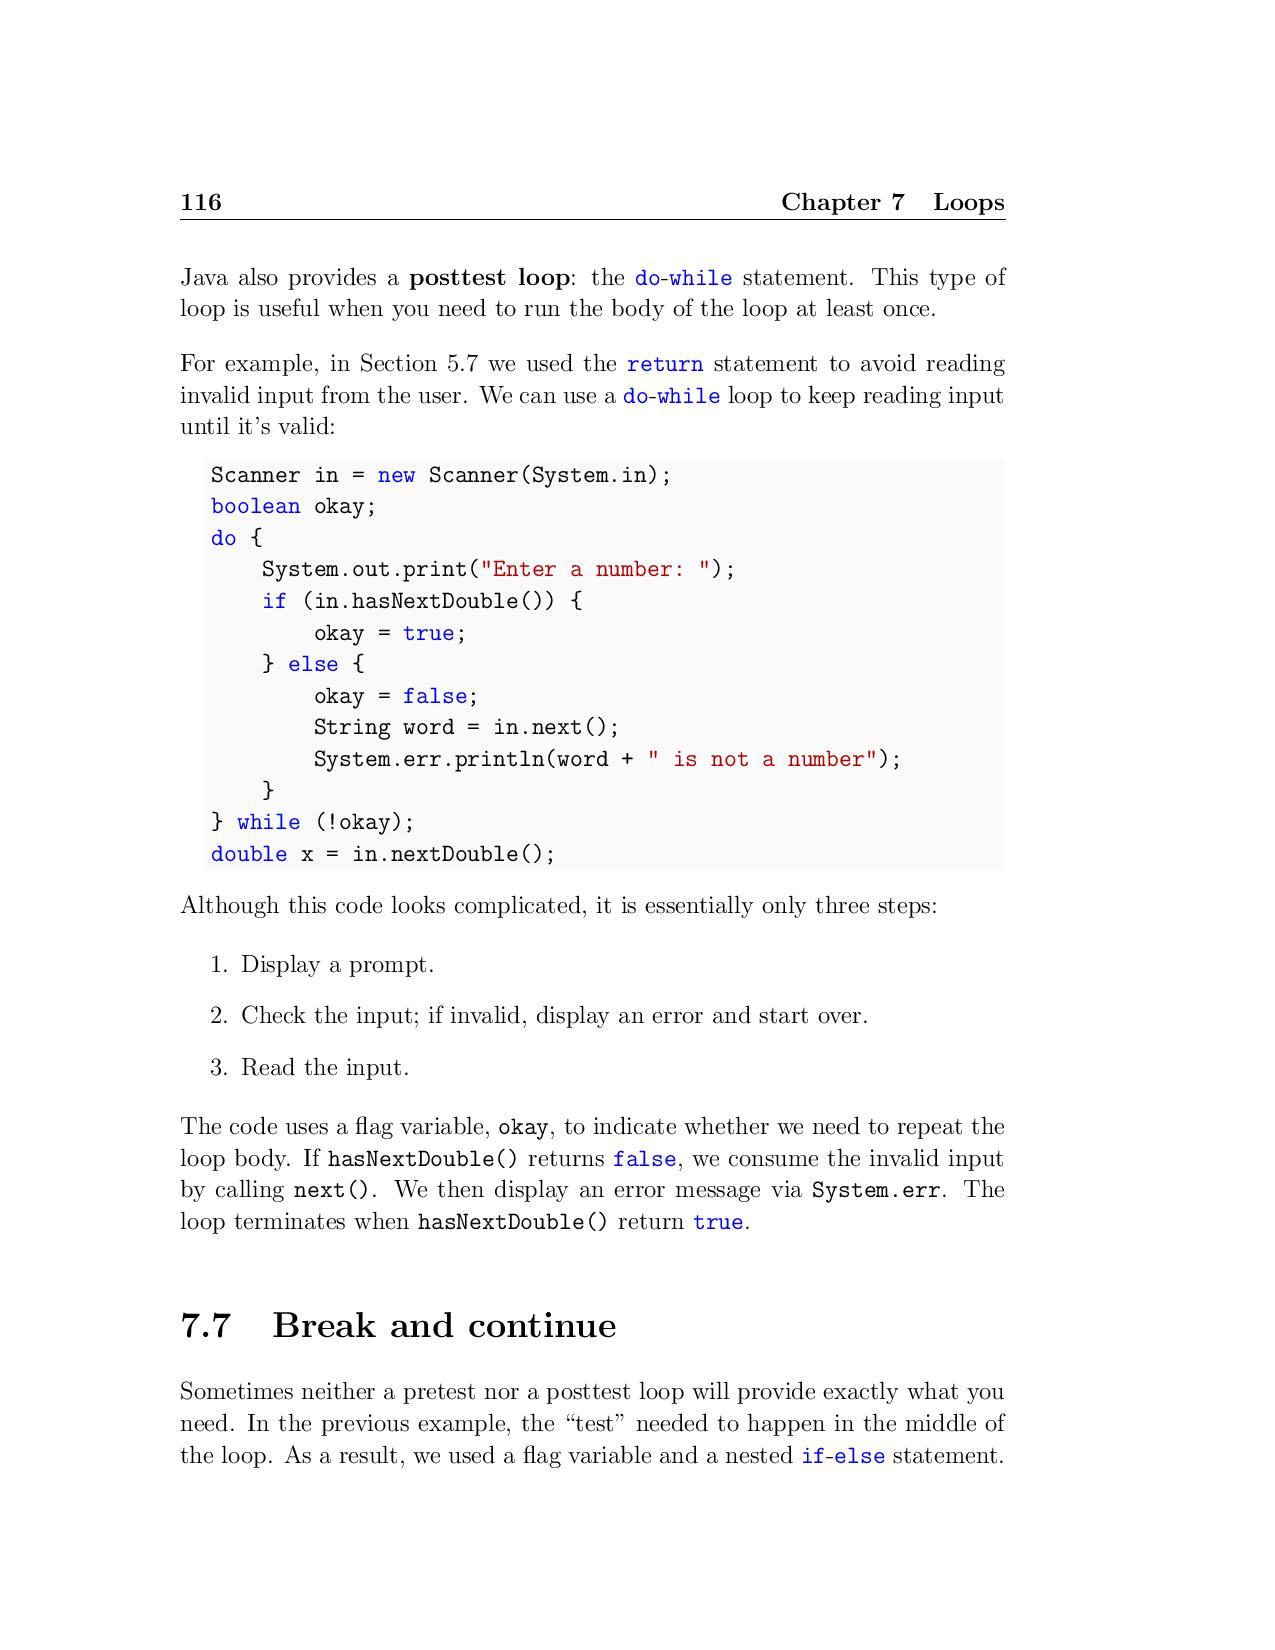 116 Chapter 7 Loops
Java also provides a posttest loop: the do-while statement. This type of
loop is useful when you need to run the body of the loop at least once.
For example, in Section 5.7 we used the return statement to avoid reading
invalid input from the user. We can use a do-while loop to keep reading input
until it's valid:
Scanner in = new Scanner(System.in);
boolean okay;
do {
    System.out.print("Enter a number: ");
    if (in.hasNextDouble()) {
        okay = true;
    } else {
        okay = false;
        String word = in.next();
        System.err.println(word + " is not a number");
    }
} while (!okay);
double x = in.nextDouble();
Although this code looks complicated, it is essentially only three steps:
1. Display a prompt.
2. Check the input; if invalid, display an error and start over.
3. Read the input.
The code uses a flag variable, okay, to indicate whether we need to repeat the
loop body. If hasNextDouble() returns false, we consume the invalid input
by calling next(). We then display an error message via System.err. The
loop terminates when hasNextDouble() return true.
7.7 Break and continue
Sometimes neither a pretest nor a posttest loop will provide exactly what you
need. In the previous example, the “test” needed to happen in the middle of
the loop. As a result, we used a flag variable and a nested if-else statement.